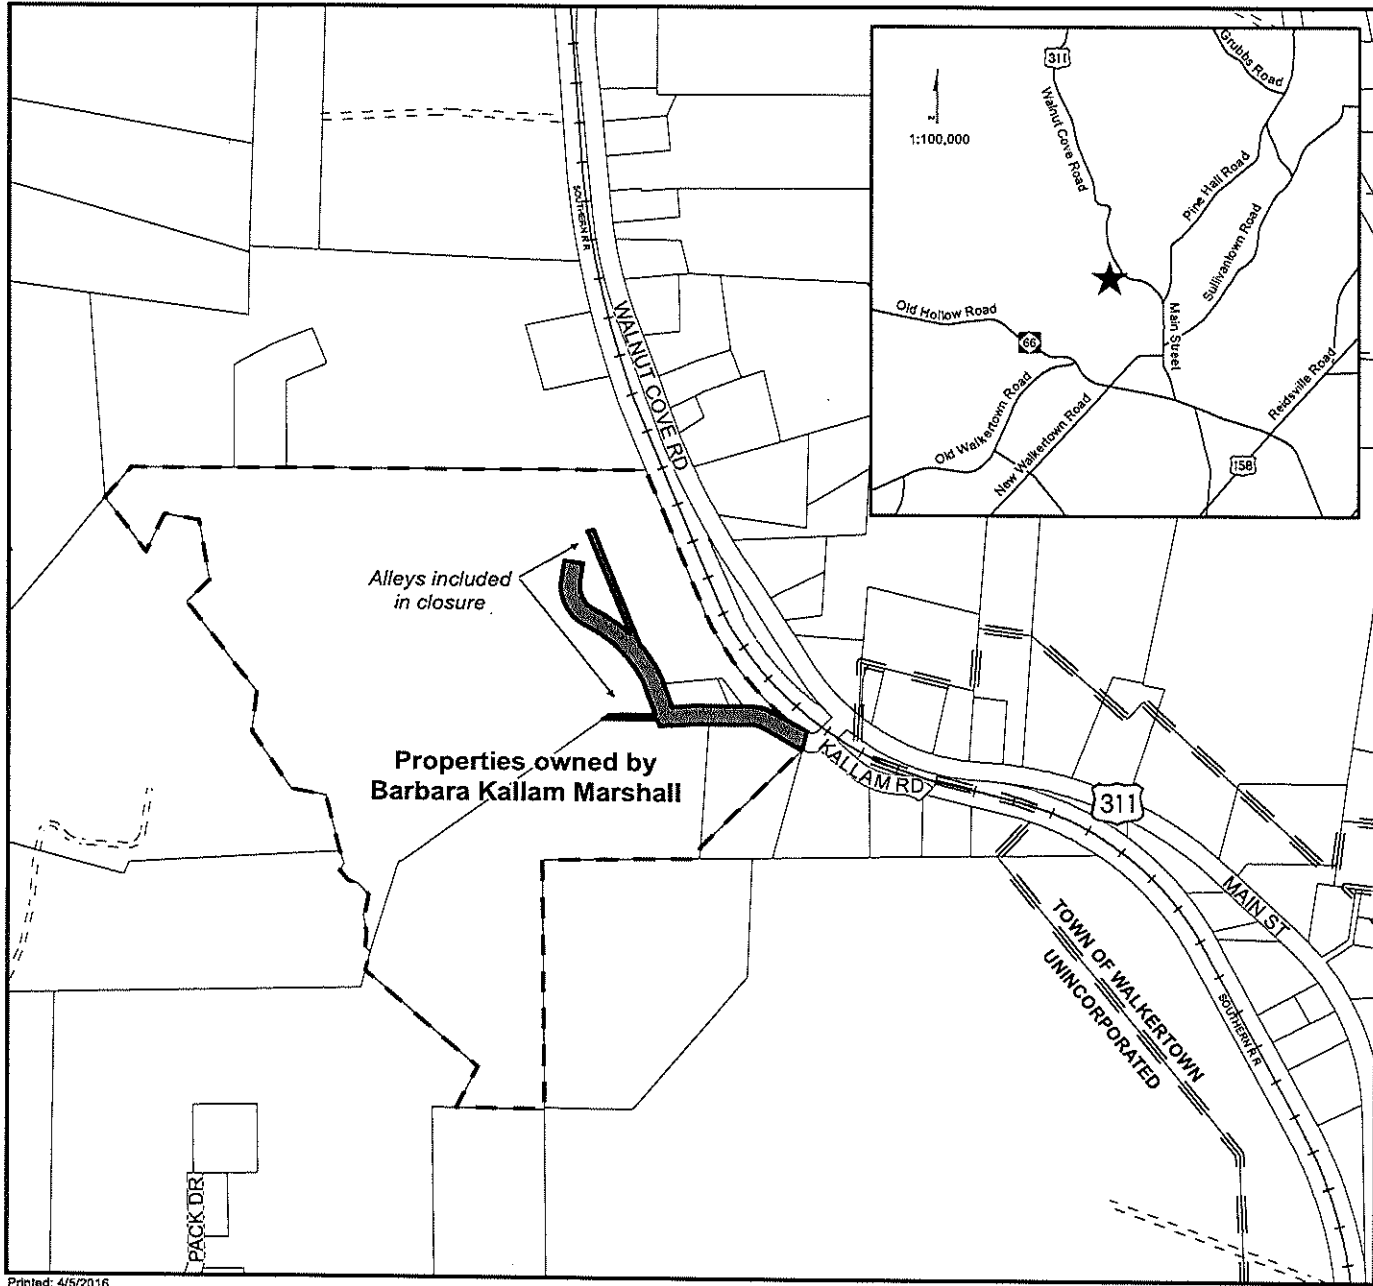 311
Grubbs Road
Walnut Cove Road
1:100,000
Pine Hall Road
Sullivantown Road
Old Hollow Road
66
Main Street
Reidsville Road
Old Walkertown Road
New Walkertown Road
158
SOUTHERN R.R
WALNUT COVE RD
Alleys included
in closure
Properties owned by
Barbara Kallam Marshall
KALLAM RD
311
MAIN ST
TOWN OF WALKERTOWN
UNINCORPORATED
SOUTHERN R.R
PACK DR
Printed: 4/5/2016